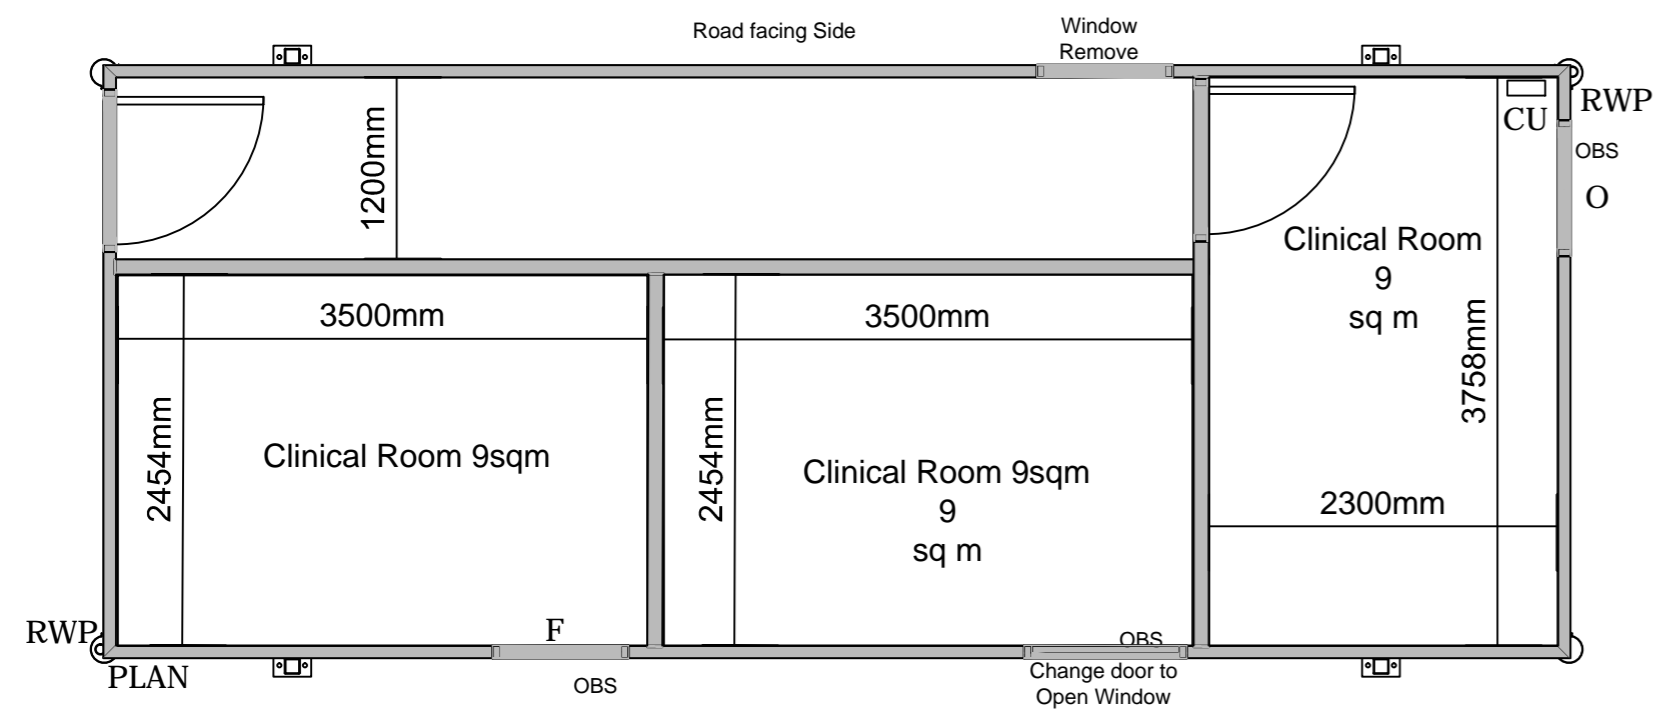 Road facing Side
Window
Remove
RWP
CU
OBS
O
1200mm
Clinical Room
9
sq m
3500mm
3500mm
3758mm
2454mm
2454mm
Clinical Room 9sqm
Clinical Room 9sqm
9
sq m
2300mm
RWP
F
OBS
PLAN
OBS
Change door to
Open Window